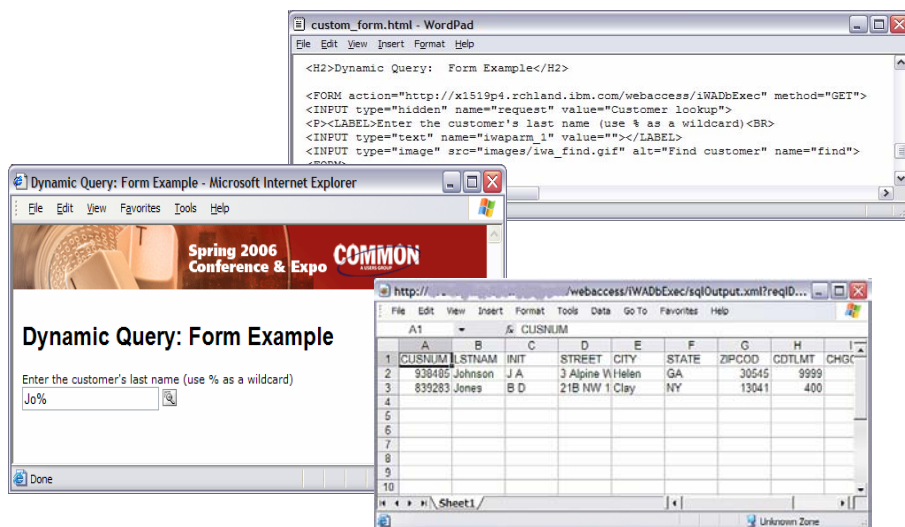 custom_form.html - WordPad
File Edit View Insert Format Help
<H2>Dynamic Query: Form Example</H2>
<FORM action="http://x1519p4.rchland.ibm.com/webaccess/iWADbExec" method="GET">
<INPUT type="hidden" name="request" value="Customer lookup">
<P><LABEL>Enter the customer's last name (use % as a wildcard)<BR>
<INPUT type="text" name="iwaparm_1" value=""></LABEL>
<INPUT type="image" src="images/iwa_find.gif" alt="Find customer" name="find">
Dynamic Query: Form Example - Microsoft Internet Explorer
File Edit View Favorites Tools Help
Spring 2006
Conference & Expo
COMMON
A USERS GROUP
Dynamic Query: Form Example
Enter the customer's last name (use % as a wildcard)
Jo%
Done
http:// /webaccess/iWADbExec/sqlOutput.xml?reqID...
File Edit View Insert Format Tools Data Go To Favorites Help
A1 fx CUSNUM
A B C D E F G H I
1 CUSNUM LSTNAM INIT STREET CITY STATE ZIPCOD CDTLMT CHGC
2 938485 Johnson J A 3 Alpine W Helen GA 30545 9999
3 839283 Jones B D 21B NW 1 Clay NY 13041 400
4
5
6
7
8
9
10
Sheet1
Unknown Zone